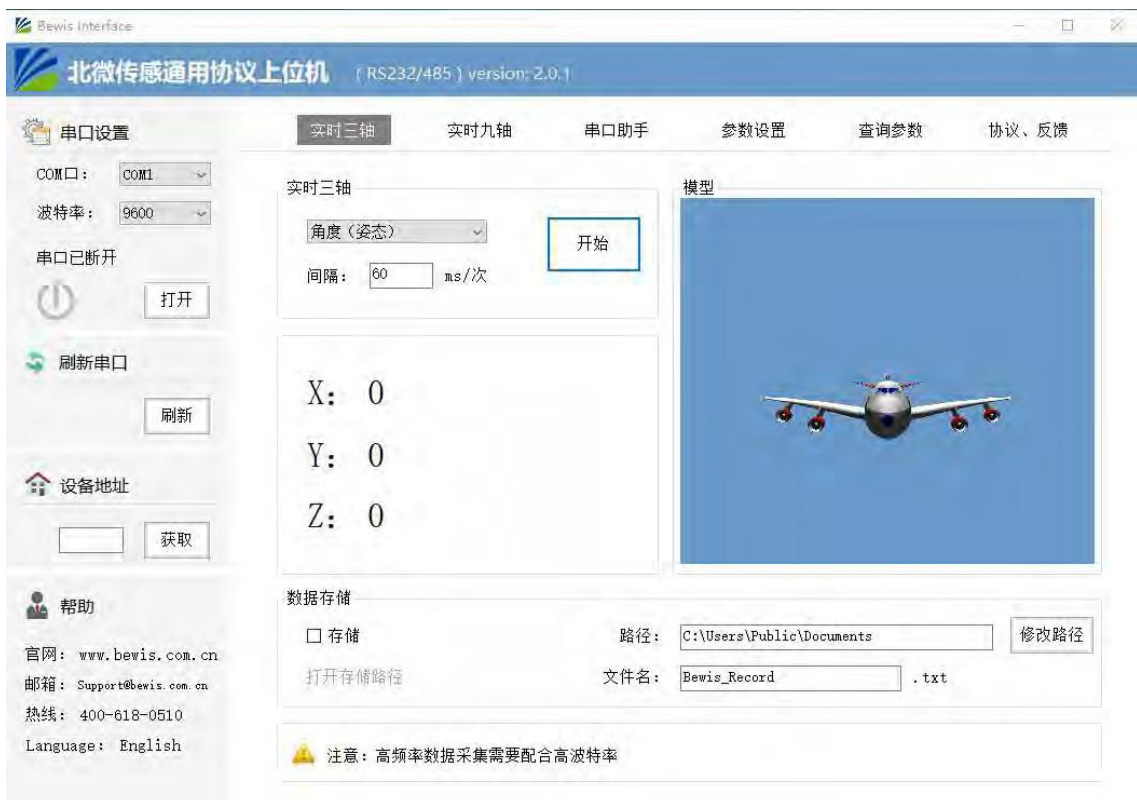 Bewis Interface
北微传感通用协议上位机 （RS232/485）version: 2.0.1
串口设置
COM口： COM1
波特率： 9600
串口已断开
打开
刷新串口
刷新
设备地址
获取
帮助
官网： www.bewis.com.cn
邮箱： Support@bewis.com.cn
热线： 400-618-0510
Language： English
实时三轴 实时九轴 串口助手 参数设置 查询参数 协议、反馈
实时三轴
角度（姿态）
间隔： 60 ms/次
开始
X： 0
Y： 0
Z： 0
模型
数据存储
存储
路径： C:\Users\Public\Documents 修改路径
打开存储路径
文件名： Bewis_Record .txt
注意：高频率数据采集需要配合高波特率